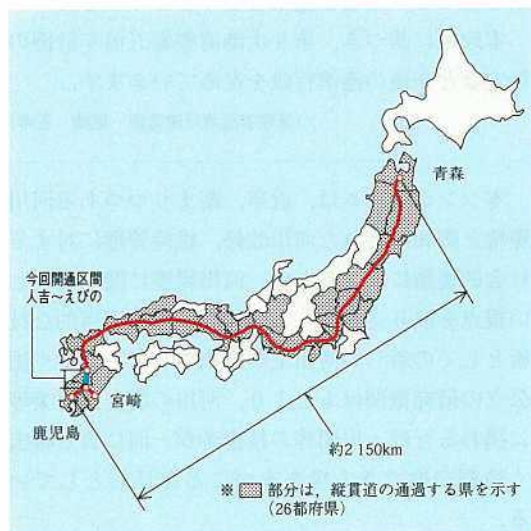 青森
今回開通区間
人吉〜えびの
宮崎
鹿児島
約2 150km
※ 部分は，縦貫道の通過する県を示す
(26都府県)